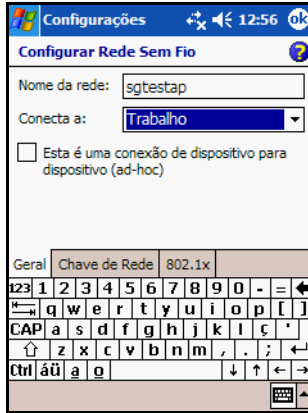 Configurações 12:56 ok
Configurar Rede Sem Fio ?
Nome da rede: sgtestap
Conecta a: Trabalho
Esta é uma conexão de dispositivo para
dispositivo (ad-hoc)
Geral Chave de Rede 802.1x
123 1 2 3 4 5 6 7 8 9 0 - =
q w e r t y u i o p [ ]
CAP a s d f g h j k l ç '
z x c v b n m , . ; 
Ctrl áü a o